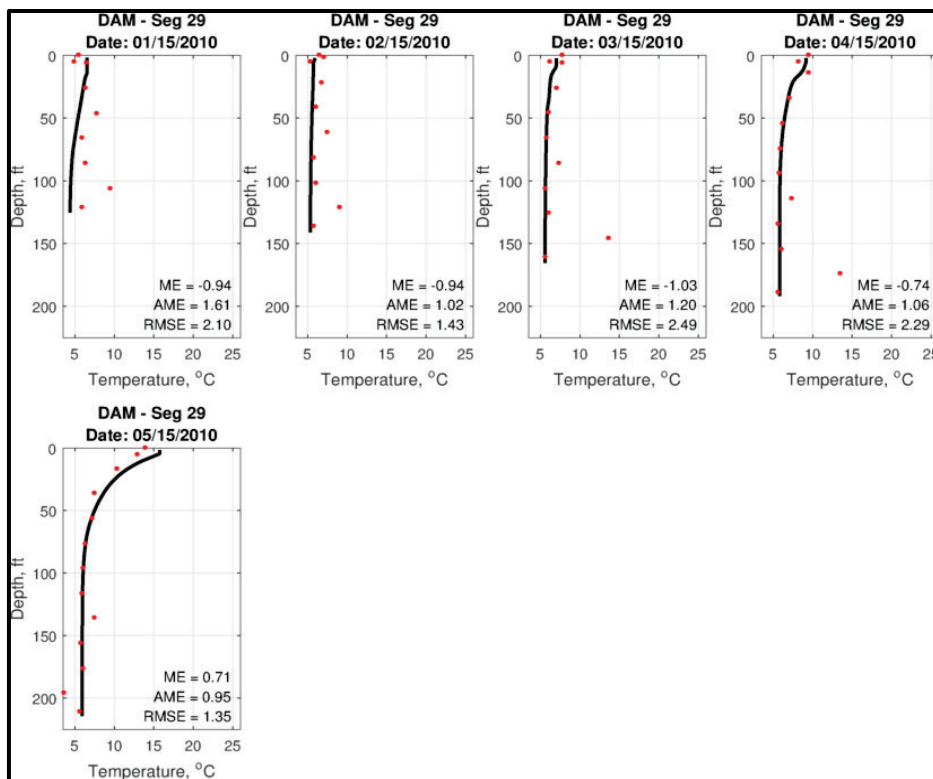 DAM - Seg 29
Date: 01/15/2010
0
50
100
150
200
Depth, ft
ME = -0.94
AME = 1.61
RMSE = 2.10
5 10 15 20 25
Temperature, °C
DAM - Seg 29
Date: 02/15/2010
0
50
100
150
200
Depth, ft
ME = -0.94
AME = 1.02
RMSE = 1.43
5 10 15 20 25
Temperature, °C
DAM - Seg 29
Date: 03/15/2010
0
50
100
150
200
Depth, ft
ME = -1.03
AME = 1.20
RMSE = 2.49
5 10 15 20 25
Temperature, °C
DAM - Seg 29
Date: 04/15/2010
0
50
100
150
200
Depth, ft
ME = -0.74
AME = 1.06
RMSE = 2.29
5 10 15 20 25
Temperature, °C
DAM - Seg 29
Date: 05/15/2010
0
50
100
150
200
Depth, ft
ME = 0.71
AME = 0.95
RMSE = 1.35
5 10 15 20 25
Temperature, °C